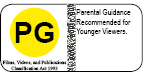 PG
Films, Videos, and Publications
Classification Act 1993
Parental Guidance
Recommended for
Younger Viewers.